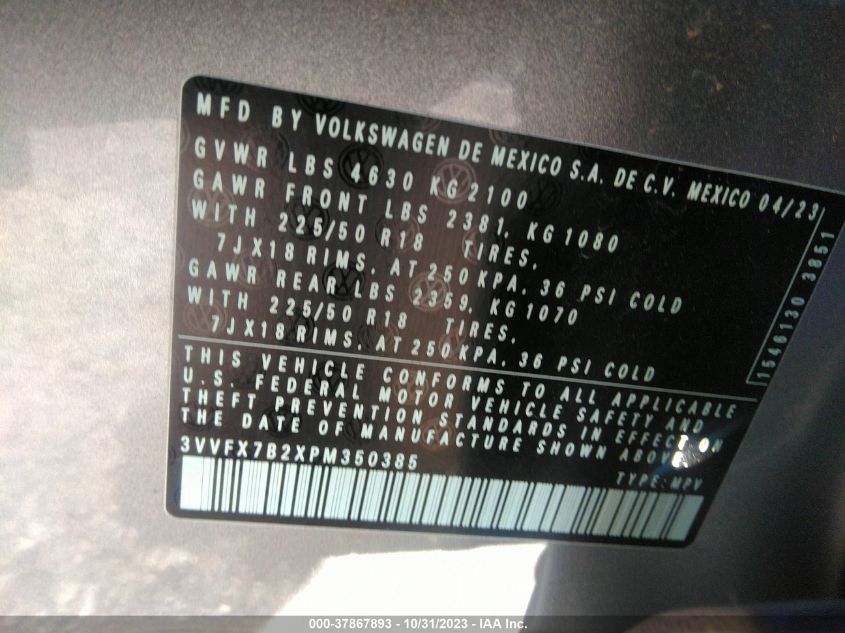 MFD BY VOLKSWAGEN DE MEXICO S.A. DE C.V. MEXICO 04/23
GVWR LBS 4630 KG 2100
GAWR FRONT LBS 2381, KG 1080
WITH 225/50 R18 TIRES,
7JX18 RIMS, AT 250 KPA, 36 PSI COLD
GAWR REAR LBS 2359, KG 1070
WITH 225/50 R18 TIRES,
7JX18 RIMS, AT 250 KPA, 36 PSI COLD
1546130 3851
THIS VEHICLE CONFORMS TO ALL APPLICABLE
U.S. FEDERAL MOTOR VEHICLE SAFETY AND
THEFT PREVENTION STANDARDS IN EFFECT ON
THE DATE OF MANUFACTURE SHOWN ABOVE
3VVFX7B2XPM350385
TYPE: MPV
000-37867893 - 10/31/2023 - IAA Inc.